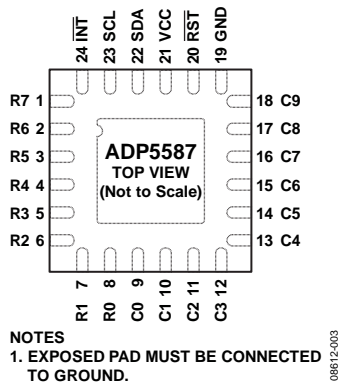 24 INT
23 SCL
22 SDA
21 VCC
20 RST
19 GND
R7 1
R6 2
R5 3
R4 4
R3 5
R2 6
ADP5587
TOP VIEW
(Not to Scale)
18 C9
17 C8
16 C7
15 C6
14 C5
13 C4
R1 7
R0 8
C0 9
C1 10
C2 11
C3 12
NOTES
1. EXPOSED PAD MUST BE CONNECTED
TO GROUND.
08612-003